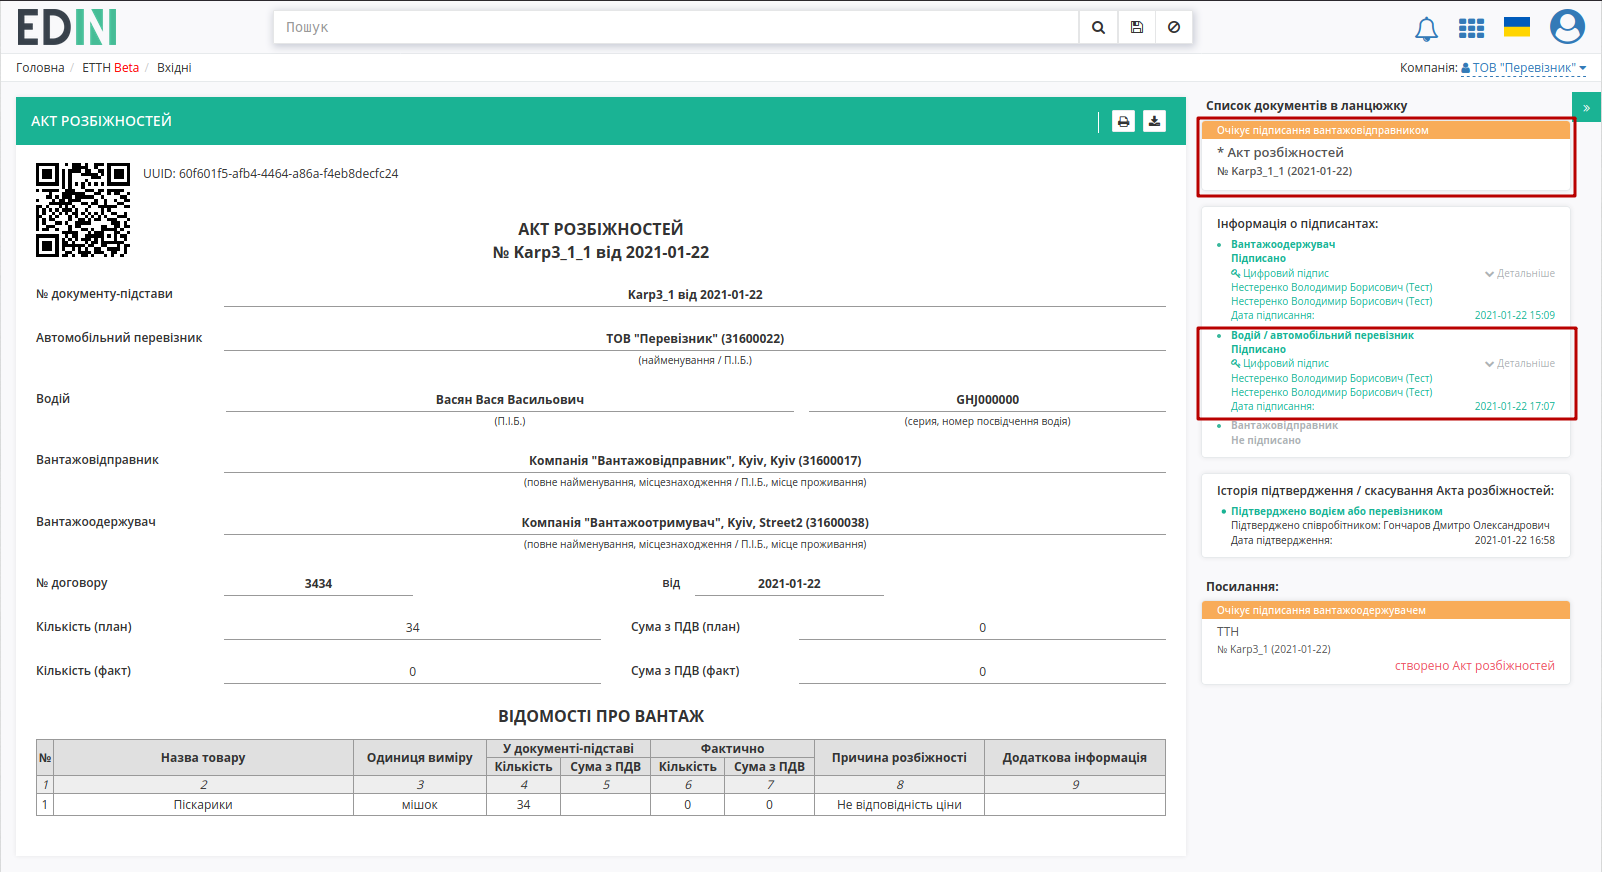 EDIN
Пошук
Головна / ЕТТН Beta / Вхідні
Компанія: ТОВ "Перевізник"
АКТ РОЗБІЖНОСТЕЙ
UUID: 60f601f5-afb4-4464-a86a-f4eb8decfc24
АКТ РОЗБІЖНОСТЕЙ
№ Karp3_1_1 від 2021-01-22
№ документу-підстави Karp3_1 від 2021-01-22
Автомобільний перевізник ТОВ "Перевізник" (31600022)
(найменування / П.І.Б.)
Водій Васян Вася Васильович GHJ000000
(П.І.Б.) (серия, номер посвідчення водія)
Вантажовідправник Компанія "Вантажовідправник", Kyiv, Kyiv (31600017)
(повне найменування, місцезнаходження / П.І.Б., місце проживання)
Вантажоодержувач Компанія "Вантажоотримувач", Kyiv, Street2 (31600038)
(повне найменування, місцезнаходження / П.І.Б., місце проживання)
№ договору 3434 від 2021-01-22
Кількість (план) 34 Сума з ПДВ (план) 0
Кількість (факт) 0 Сума з ПДВ (факт) 0
ВІДОМОСТІ ПРО ВАНТАЖ
№ Назва товару Одиниця виміру У документі-підставі Фактично Причина розбіжності Додаткова інформація
Кількість Сума з ПДВ Кількість Сума з ПДВ
1 2 3 4 5 6 7 8 9
1 Піскарики мішок 34 0 0 Не відповідність ціни
Список документів в ланцюжку
»
Очікує підписання вантажовідправником
* Акт розбіжностей
№ Karp3_1_1 (2021-01-22)
Інформація о підписантах:
Вантажоодержувач
Підписано
Цифровий підпис Детальніше
Нестеренко Володимир Борисович (Тест)
Нестеренко Володимир Борисович (Тест)
Дата підписання: 2021-01-22 15:09
Водій / автомобільний перевізник
Підписано
Цифровий підпис Детальніше
Нестеренко Володимир Борисович (Тест)
Нестеренко Володимир Борисович (Тест)
Дата підписання: 2021-01-22 17:07
Вантажовідправник
Не підписано
Історія підтвердження / скасування Акта розбіжностей:
Підтверджено водієм або перевізником
Підтверджено співробітником: Гончаров Дмитро Олександрович
Дата підтвердження: 2021-01-22 16:58
Посилання:
Очікує підписання вантажоодержувачем
ТТН
№ Karp3_1 (2021-01-22)
створено Акт розбіжностей